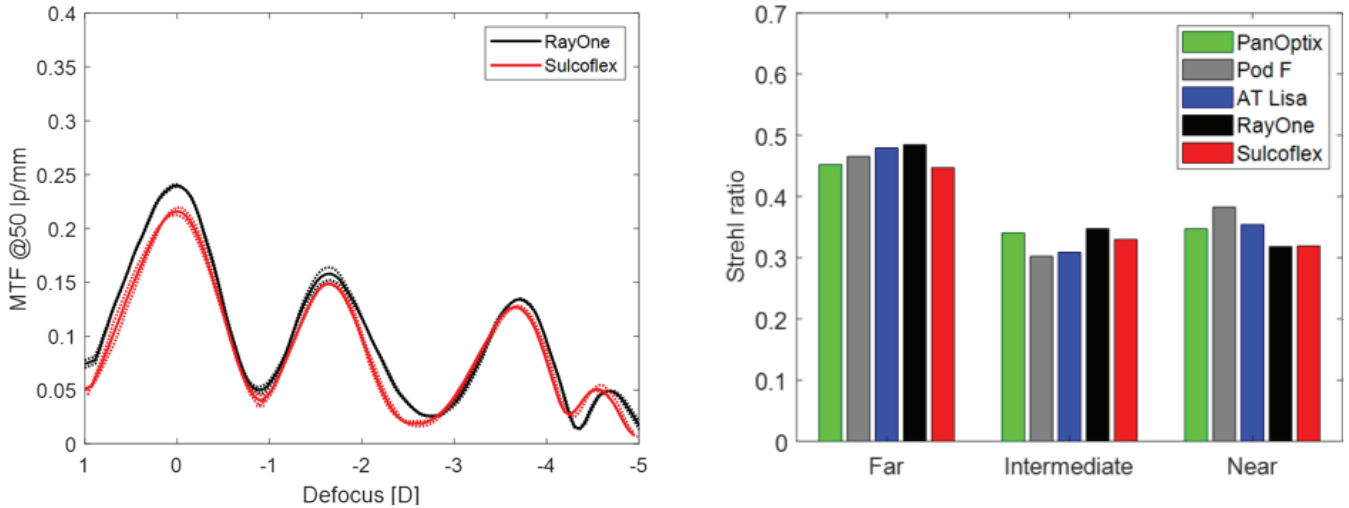 0.4
0.35
0.3
0.25
0.2
0.15
0.1
0.05
0
MTF @50 lp/mm
1
0
-1
-2
-3
-4
-5
Defocus [D]
RayOne
Sulcoflex
0.7
0.6
0.5
0.4
0.3
0.2
0.1
0
Strehl ratio
Far
Intermediate
Near
PanOptix
Pod F
AT Lisa
RayOne
Sulcoflex